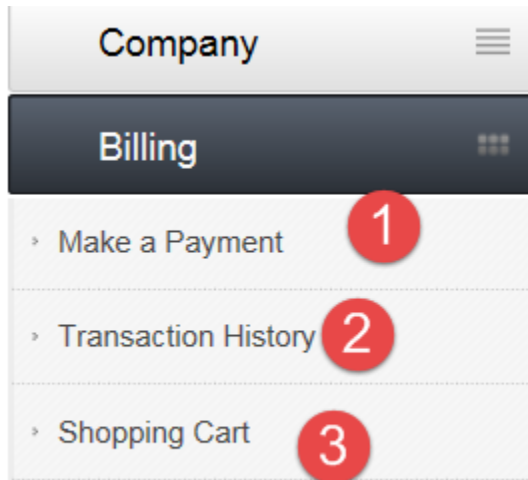 Company
Billing
Make a Payment 1
Transaction History 2
Shopping Cart 3